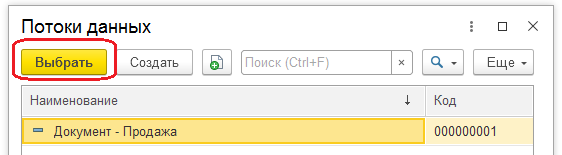 Потоки данных
Выбрать Создать Поиск (Ctrl+F) × Еще
Наименование ↓ Код
Документ - Продажа 000000001